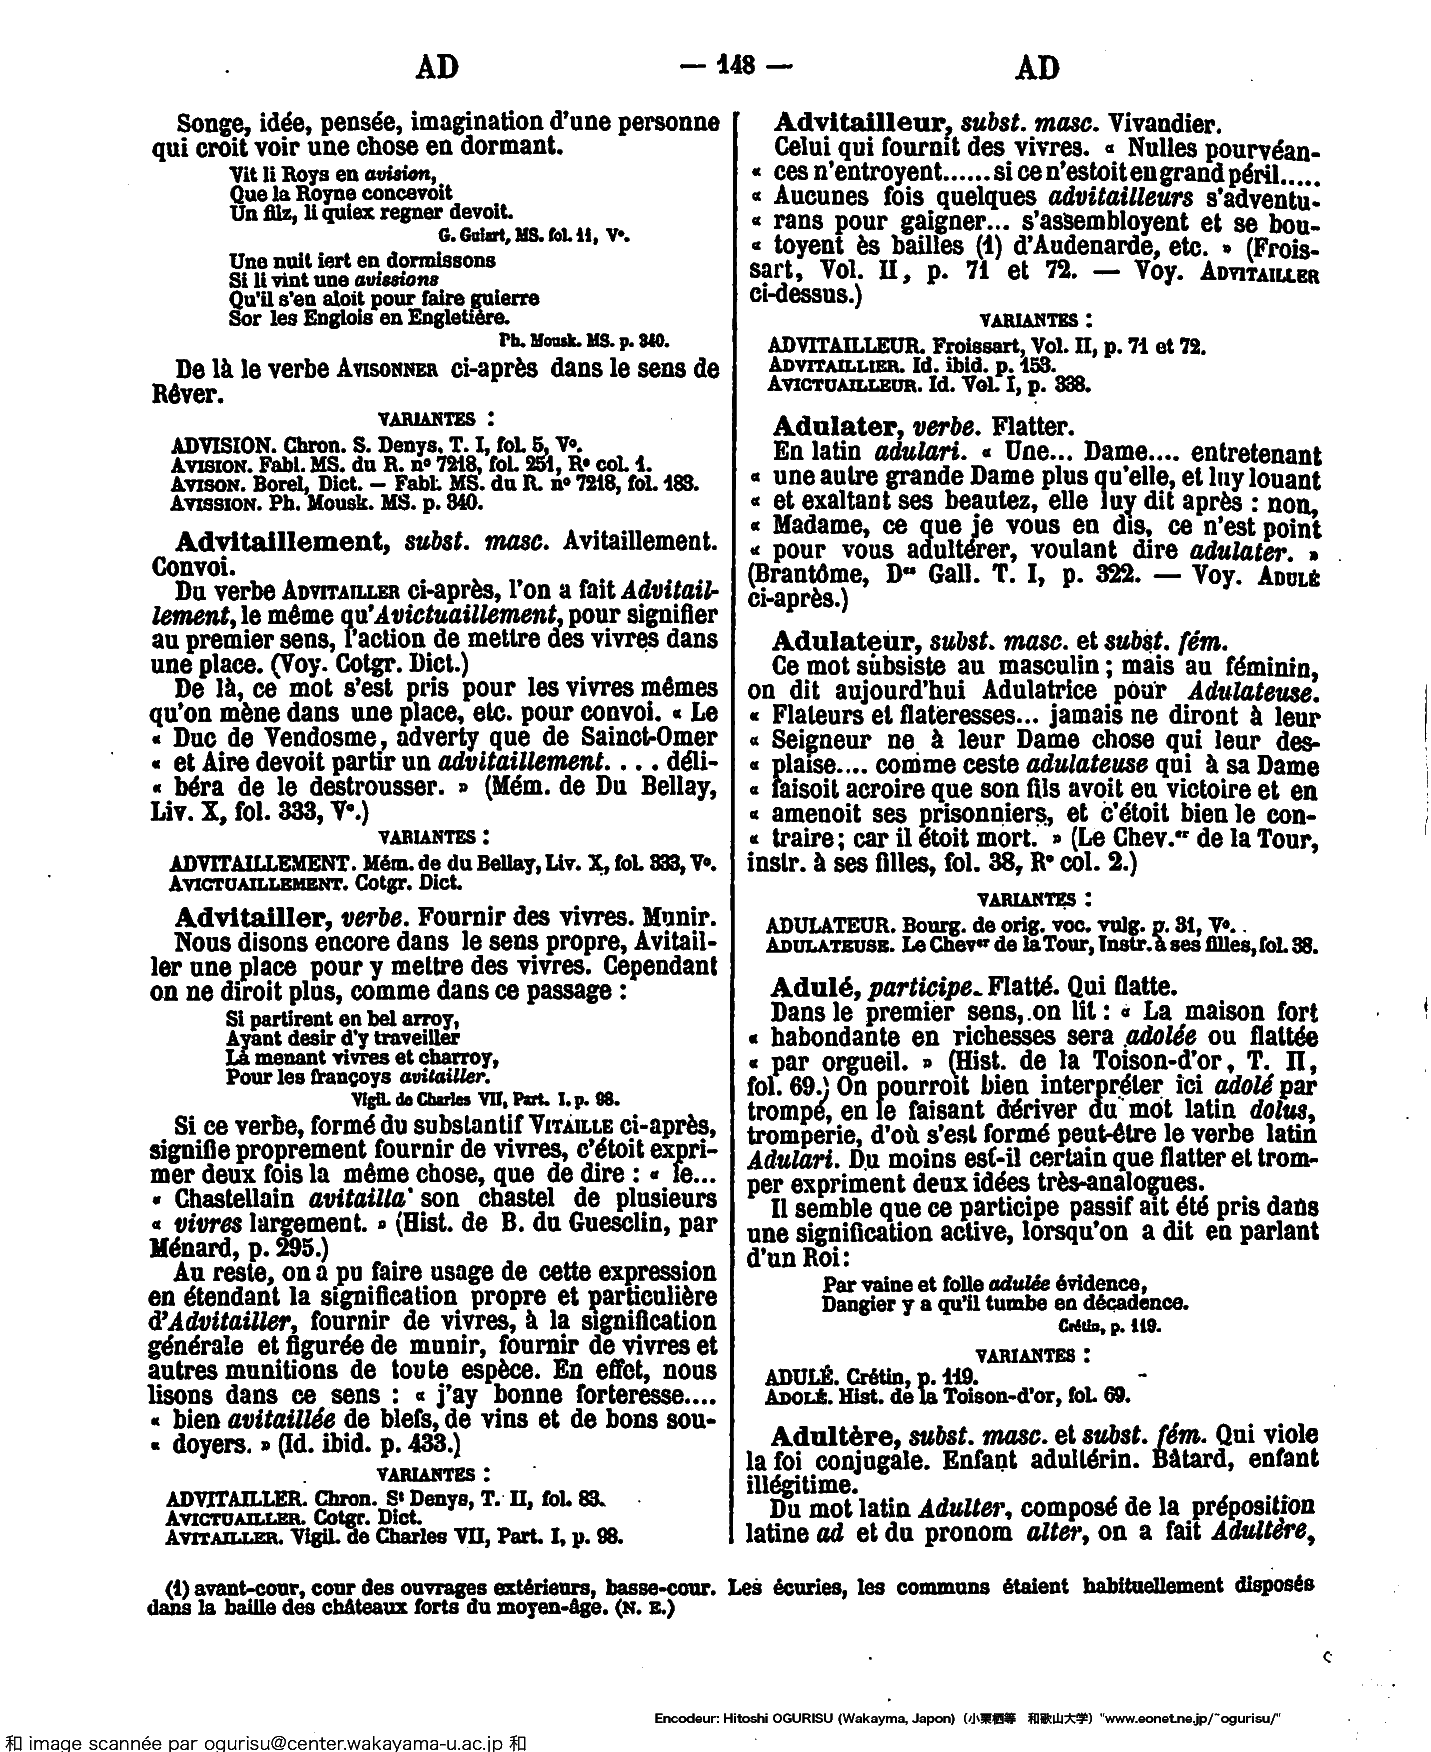 AD — 148 — AD
Songe, idée, pensée, imagination d'une personne
qui croit voir une chose en dormant.
Vit li Roys en avision,
Que la Royne concevoit
Un filz, li quiex regner devoit.
G. Guiart, MS. fol. 11, V°.
Une nuit iert en dormissons
Si li vint une avissions
Qu'il s'en aloit pour faire guierre
Sor les Englois en Engletière.
Ph. Mousk. MS. p. 340.
De là le verbe AVISONNER ci-après dans le sens de
Rêver.
VARIANTES :
ADVISION. Chron. S. Denys, T. I, fol. 5, V°.
AVISION. Fabl. MS. du R. n° 7218, fol. 251, R° col. 1.
AVISON. Borel, Dict. — Fabl. MS. du R. n° 7218, fol. 183.
AVISSION. Ph. Mousk. MS. p. 340.
Advitaillement, subst. masc. Avitaillement.
Convoi.
Du verbe ADVITAILLER ci-après, l'on a fait Advitail-
lement, le même qu'Avictuaillement, pour signifier
au premier sens, l'action de mettre des vivres dans
une place. (Voy. Cotgr. Dict.)
De là, ce mot s'est pris pour les vivres mêmes
qu'on mène dans une place, etc. pour convoi. « Le
« Duc de Vendosme, adverty que de Sainct-Omer
« et Aire devoit partir un advitaillement. . . . déli-
« béra de le destrousser. » (Mém. de Du Bellay,
Liv. X, fol. 333, V°.)
VARIANTES :
ADVITAILLEMENT. Mém. de du Bellay, Liv. X, fol. 333, V°.
AVICTUAILLEMENT. Cotgr. Dict.
Advitailler, verbe. Fournir des vivres. Munir.
Nous disons encore dans le sens propre, Avitail-
ler une place pour y mettre des vivres. Cependant
on ne diroit plus, comme dans ce passage :
Si partirent en bel arroy,
Ayant desir d'y traveiller
Là menant vivres et charroy,
Pour les françoys avitailler.
Vigil. de Charles VII, Part. I, p. 98.
Si ce verbe, formé du substantif VITAILLE ci-après,
signifie proprement fournir de vivres, c'étoit expri-
mer deux fois la même chose, que de dire : « le...
« Chastellain avitailla son chastel de plusieurs
« vivres largement. » (Hist. de B. du Guesclin, par
Ménard, p. 295.)
Au reste, on a pu faire usage de cette expression
en étendant la signification propre et particulière
d'Advitailler, fournir de vivres, à la signification
générale et figurée de munir, fournir de vivres et
autres munitions de toute espèce. En effet, nous
lisons dans ce sens : « j'ay bonne forteresse....
« bien avitaillée de blefs, de vins et de bons sou-
« doyers. » (Id. ibid. p. 433.)
VARIANTES :
ADVITAILLER. Chron. St Denys, T. II, fol. 83.
AVICTUAILLER. Cotgr. Dict.
AVITAILLER. Vigil. de Charles VII, Part. I, p. 98.
Advitailleur, subst. masc. Vivandier.
Celui qui fournit des vivres. « Nulles pourvéan-
« ces n'entroyent...... si ce n'estoit en grand péril.....
« Aucunes fois quelques advitailleurs s'adventu-
« rans pour gaigner... s'assembloyent et se bou-
« toyent ès bailles (1) d'Audenarde, etc. » (Frois-
sart, Vol. II, p. 71 et 72. — Voy. ADVITAILLER
ci-dessus.)
VARIANTES :
ADVITAILLEUR. Froissart, Vol. II, p. 71 et 72.
ADVITAILLIER. Id. ibid. p. 153.
AVICTUAILLEUR. Id. Vol. I, p. 338.
Adulater, verbe. Flatter.
En latin adulari. « Une... Dame.... entretenant
« une autre grande Dame plus qu'elle, et luy louant
« et exaltant ses beautez, elle luy dit après : non,
« Madame, ce que je vous en dis, ce n'est point
« pour vous adultérer, voulant dire adulater. »
(Brantôme, Des Gall. T. I, p. 322. — Voy. ADULÉ
ci-après.)
Adulateur, subst. masc. et subst. fém.
Ce mot subsiste au masculin ; mais au féminin,
on dit aujourd'hui Adulatrice pour Adulateuse.
« Flateurs et flateresses... jamais ne diront à leur
« Seigneur ne à leur Dame chose qui leur des-
« plaise.... comme ceste adulateuse qui à sa Dame
« faisoit acroire que son fils avoit eu victoire et en
« amenoit ses prisonniers, et c'étoit bien le con-
« traire ; car il étoit mort. » (Le Chev.er de la Tour,
instr. à ses filles, fol. 38, R° col. 2.)
VARIANTES :
ADULATEUR. Bourg. de orig. voc. vulg. p. 31, V°.
ADULATEUSE. Le Chever de la Tour, Instr. à ses filles, fol. 38.
Adulé, participe. Flatté. Qui flatte.
Dans le premier sens, on lit : « La maison fort
« habondante en richesses sera adolée ou flattée
« par orgueil. » (Hist. de la Toison-d'or, T. II,
fol. 69.) On pourroit bien interpréter ici adolé par
trompé, en le faisant dériver du mot latin dolus,
tromperie, d'où s'est formé peut-être le verbe latin
Adulari. Du moins est-il certain que flatter et trom-
per expriment deux idées très-analogues.
Il semble que ce participe passif ait été pris dans
une signification active, lorsqu'on a dit en parlant
d'un Roi :
Par vaine et folle adulée évidence,
Dangier y a qu'il tumbe en décadence.
Crétin, p. 119.
VARIANTES :
ADULÉ. Crétin, p. 119.
ADOLÉ. Hist. de la Toison-d'or, fol. 69.
Adultère, subst. masc. et subst. fém. Qui viole
la foi conjugale. Enfant adultérin. Bâtard, enfant
illégitime.
Du mot latin Adulter, composé de la préposition
latine ad et du pronom alter, on a fait Adultère,
(1) avant-cour, cour des ouvrages extérieurs, basse-cour. Les écuries, les communs étaient habituellement disposés
dans la baille des châteaux forts du moyen-âge. (N. E.)
Encodeur: Hitoshi OGURISU (Wakayma, Japon) (小栗栖等 和歌山大学) "www.eonet.ne.jp/~ogurisu/"
和 image scannée par ogurisu@center.wakayama-u.ac.jp 和